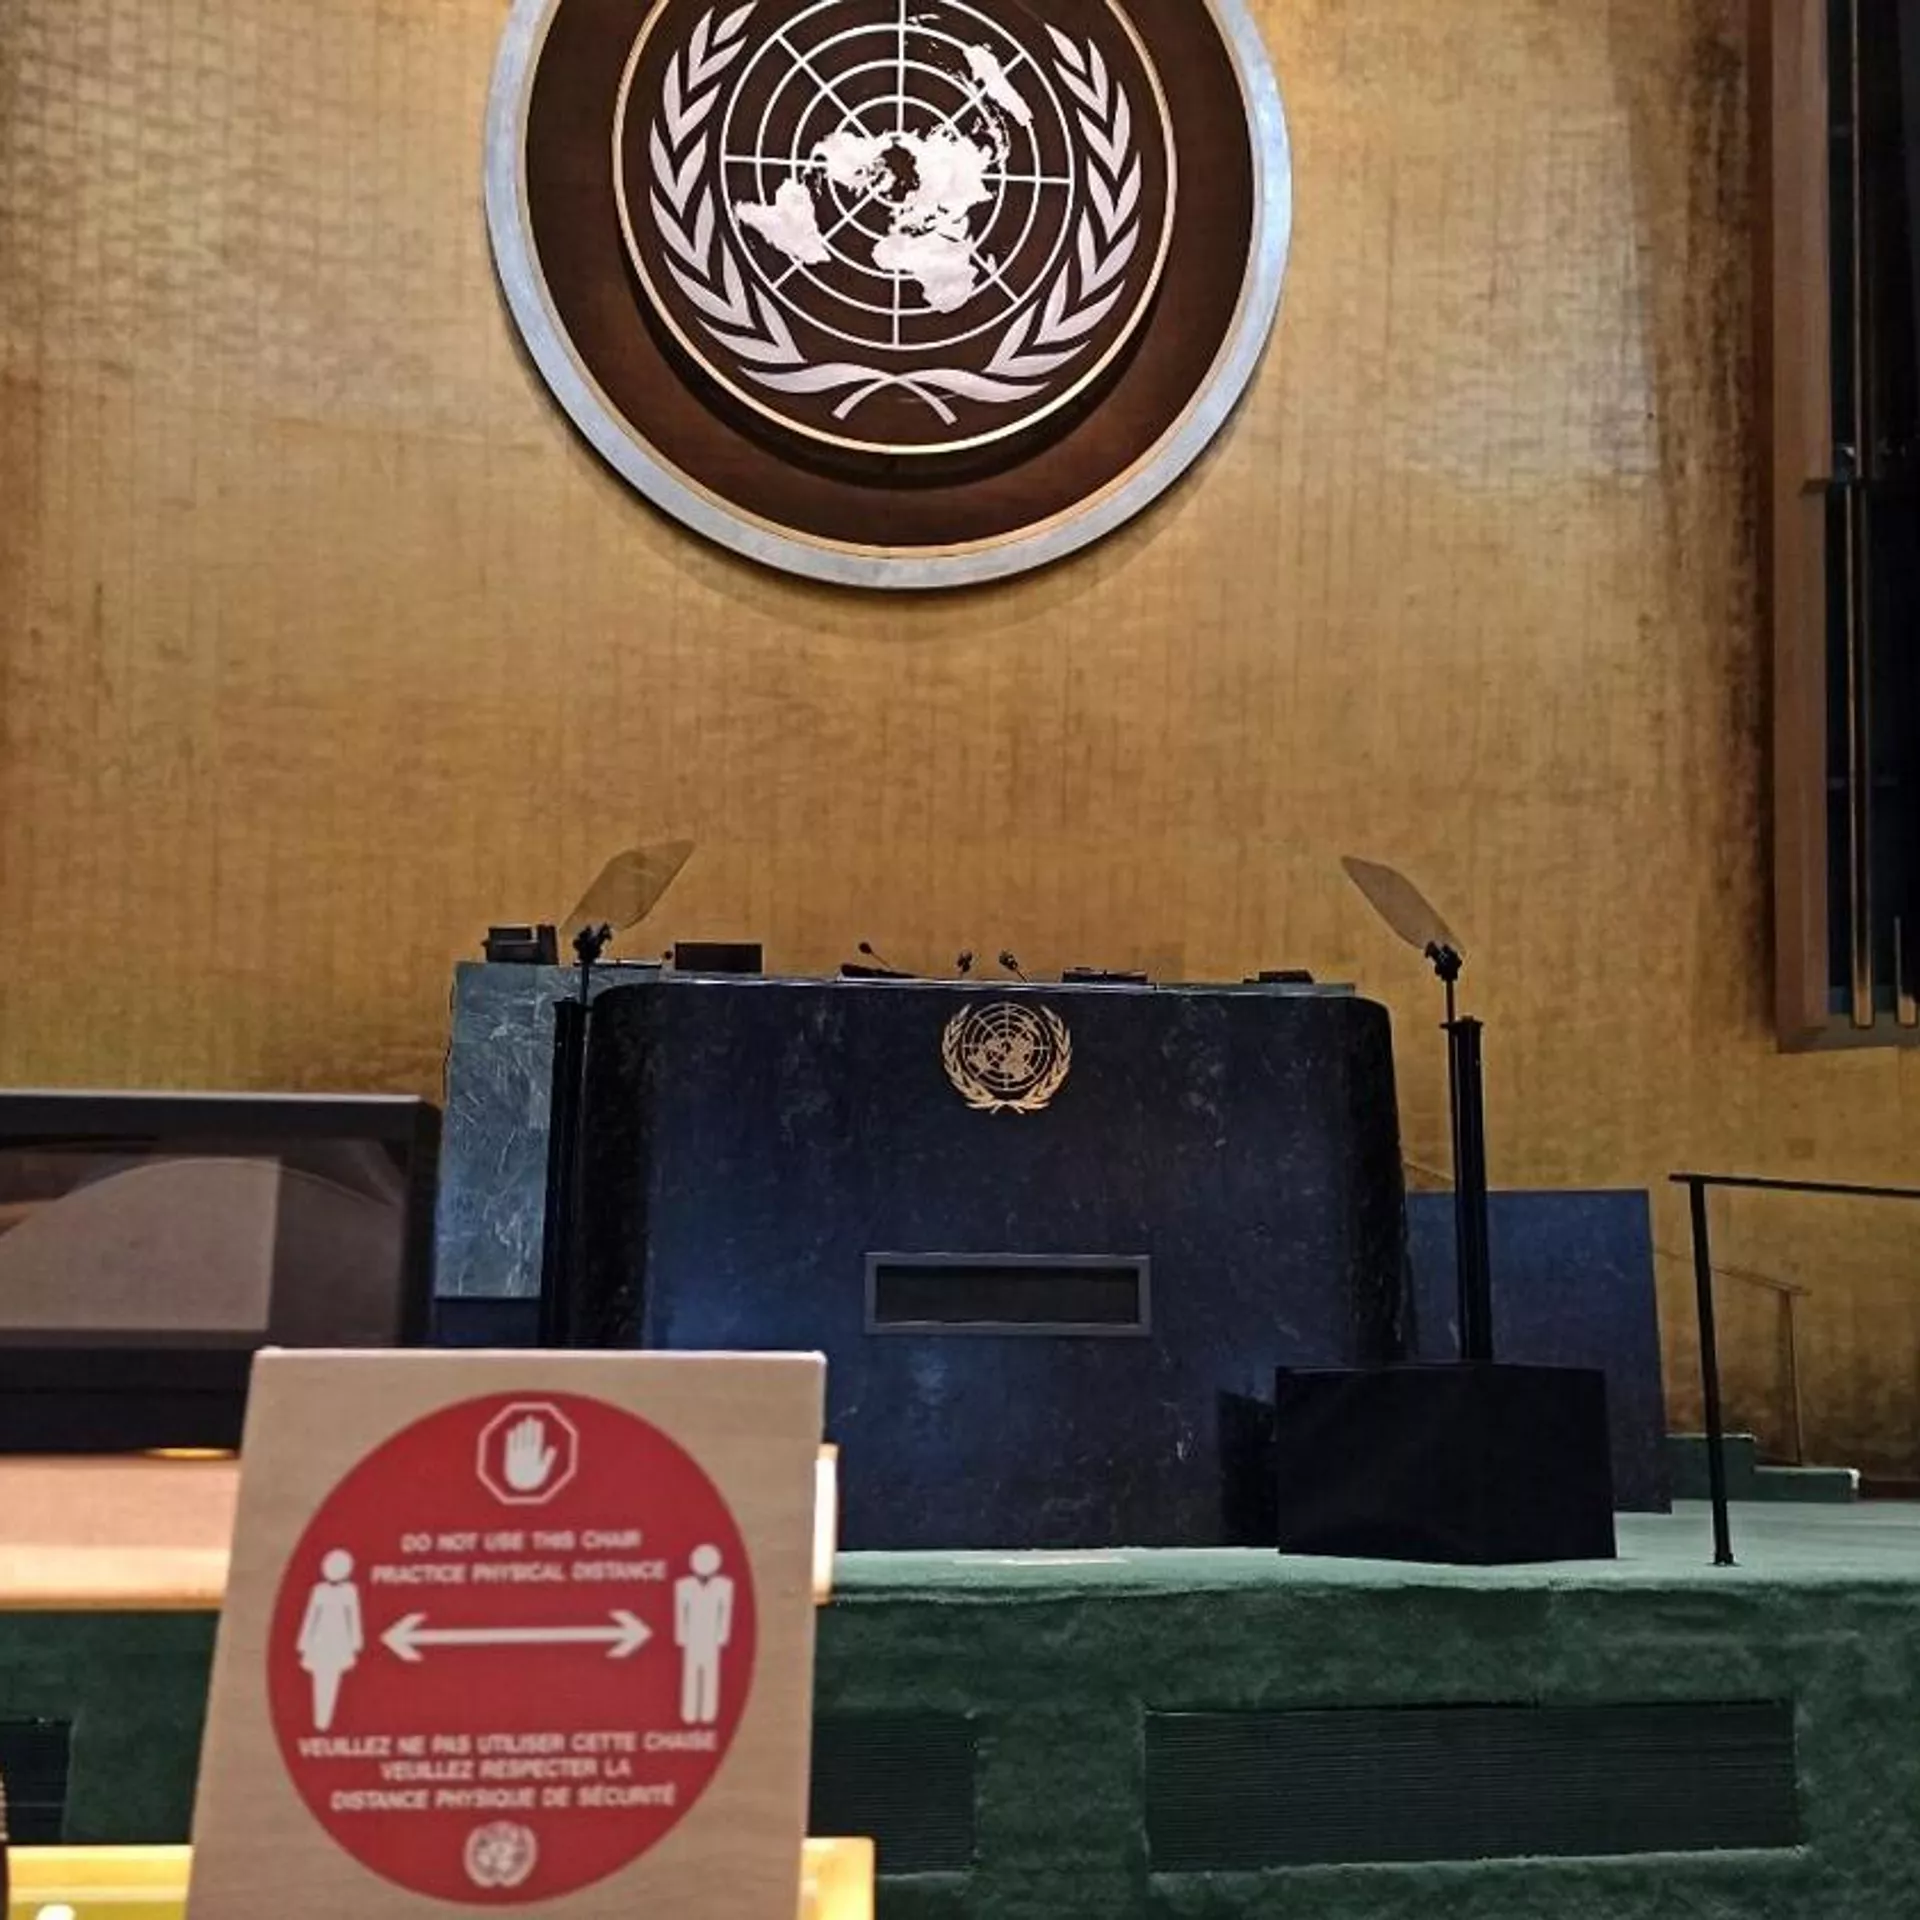 DO NOT USE THIS CHAIR
PRACTICE PHYSICAL DISTANCE
VEUILLEZ NE PAS UTILISER CETTE CHAISE
VEUILLEZ RESPECTER LA
DISTANCE PHYSIQUE DE SÉCURITÉ